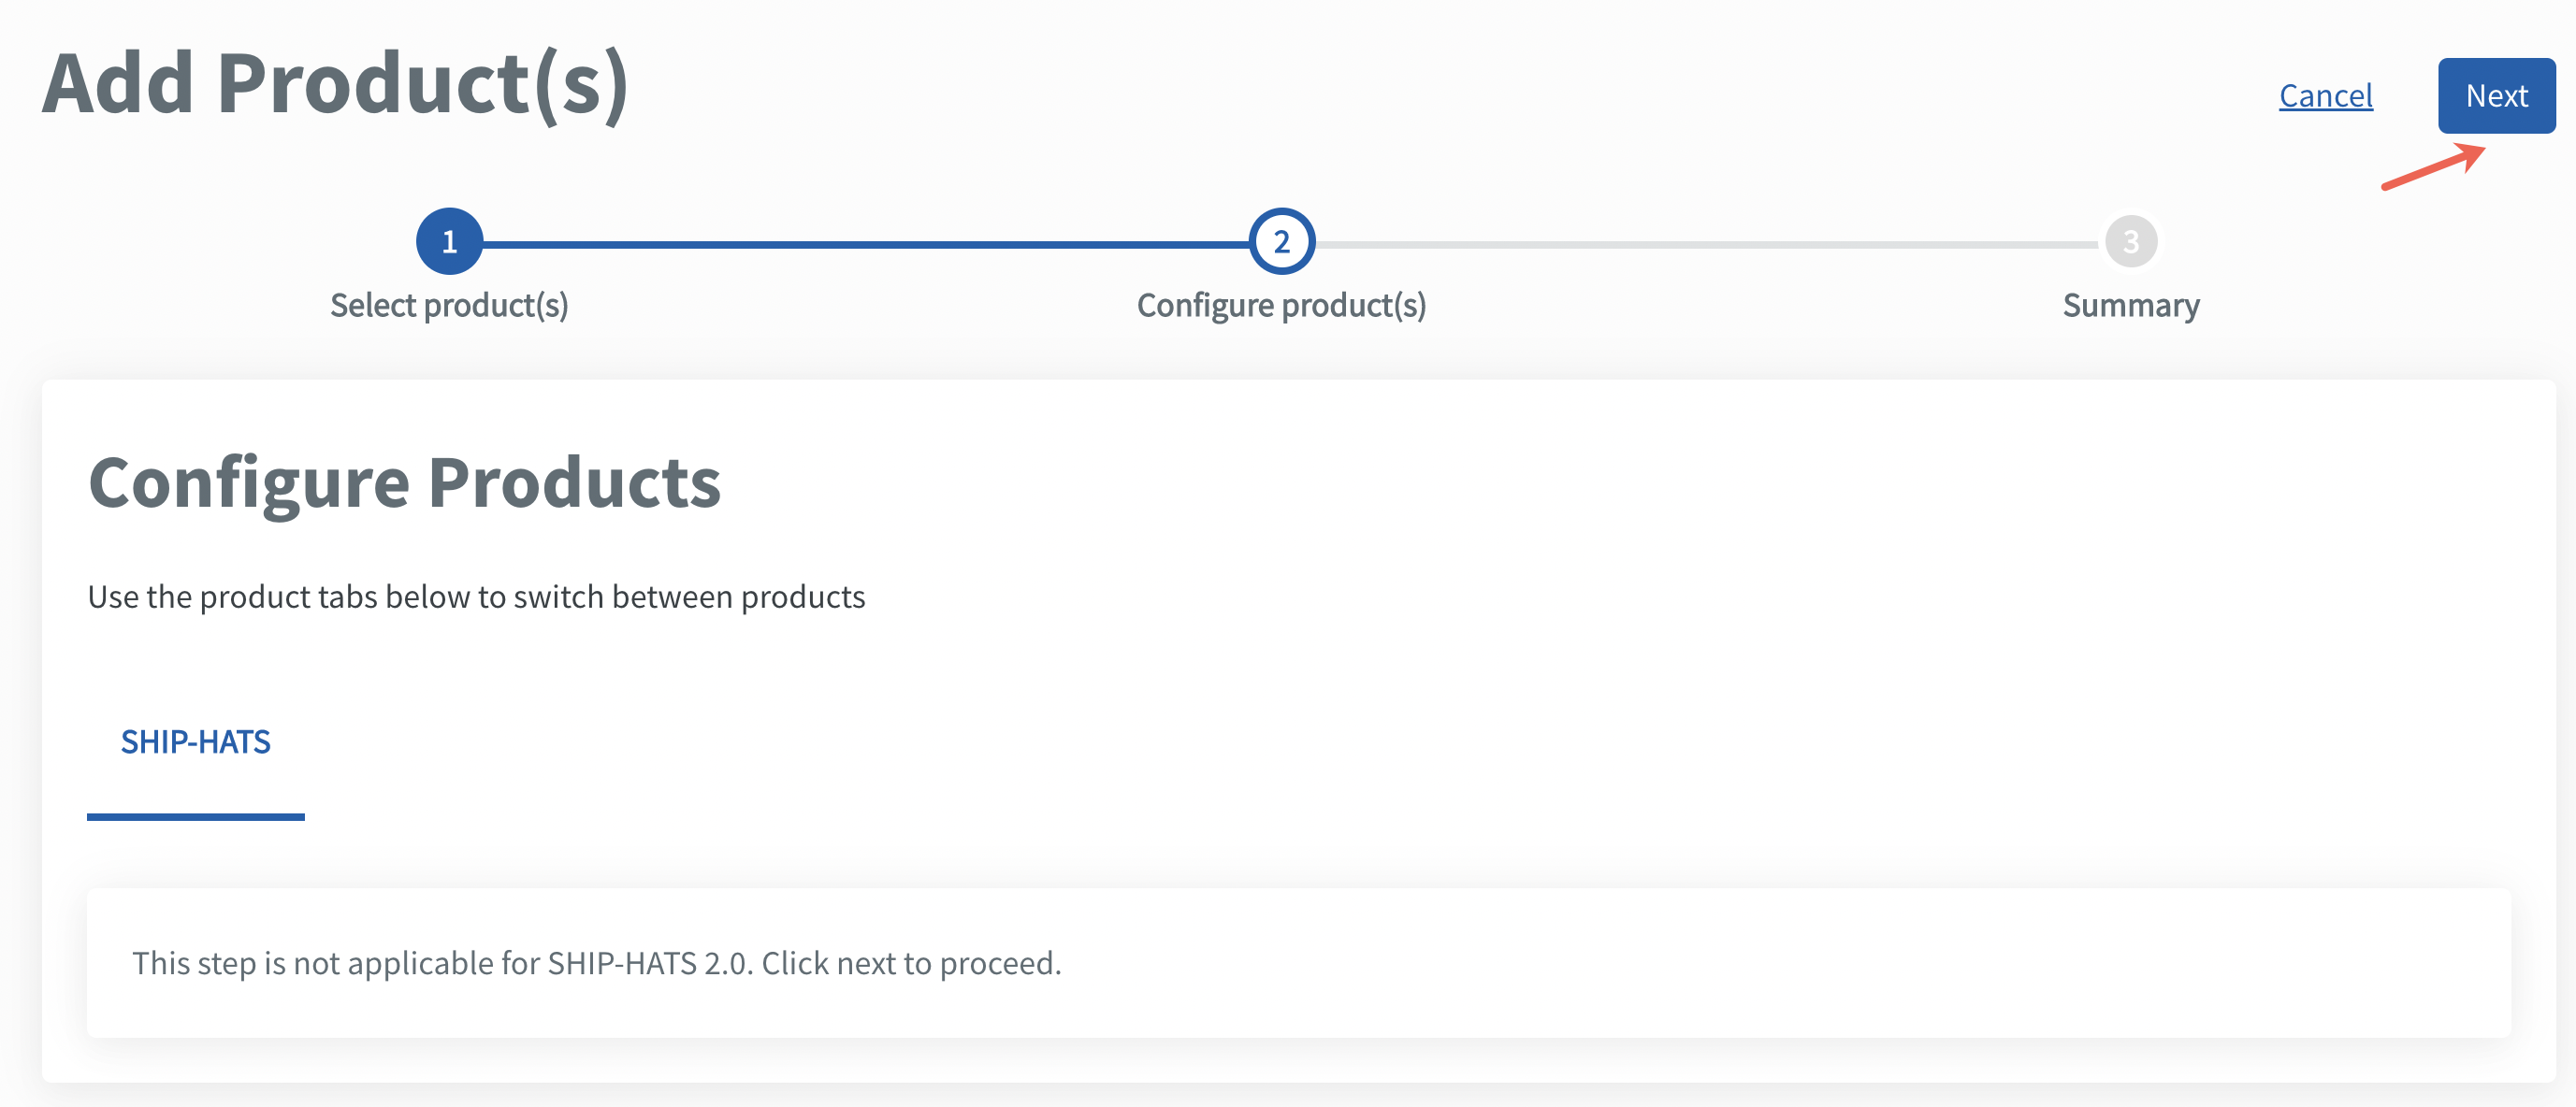 Add Product(s)
Cancel
Next
1
2
3
Select product(s)
Configure product(s)
Summary
Configure Products
Use the product tabs below to switch between products
SHIP-HATS
This step is not applicable for SHIP-HATS 2.0. Click next to proceed.